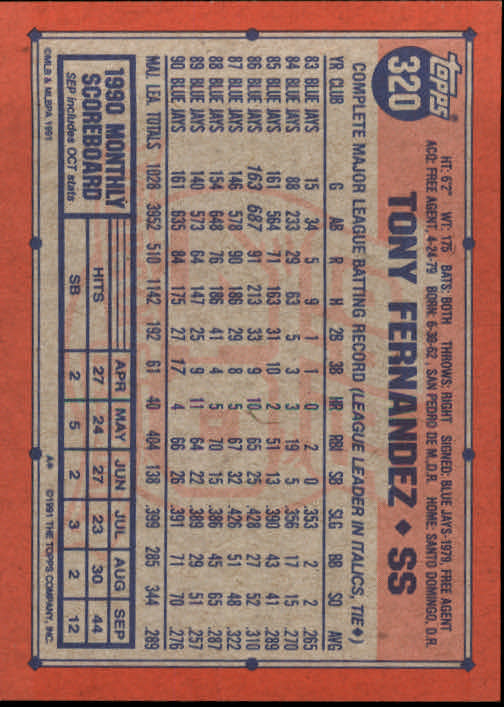 topps
320
TONY FERNANDEZ ◆ SS
HT: 6'2" WT: 175 BATS: BOTH THROWS: RIGHT SIGNED: BLUE JAYS-1979, FREE AGENT
ACQ: FREE AGENT, 4-24-79 BORN: 6-30-62, SAN PEDRO DE M. D.R. HOME: SANTO DOMINGO, D.R.
COMPLETE MAJOR LEAGUE BATTING RECORD (LEAGUE LEADER IN ITALICS, TIE◆)
YR CLUB G AB R H 2B 3B HR RBI SB SLG BB SO AVG
83 BLUE JAYS 15 34 5 9 1 1 0 2 0 .353 2 2 .265
84 BLUE JAYS 88 233 29 63 5 3 3 19 5 .356 17 15 .270
85 BLUE JAYS 161 564 71 163 31 10 2 51 13 .390 43 41 .289
86 BLUE JAYS 163 687 91 213 33 9 10 65 25 .428 27 52 .310
87 BLUE JAYS 146 578 90 186 29 8 5 67 32 .426 51 48 .322
88 BLUE JAYS 154 648 76 186 41 4 5 70 15 .386 45 65 .287
89 BLUE JAYS 140 573 64 147 25 9 11 64 22 .389 29 51 .257
90 BLUE JAYS 161 635 84 175 27 17 4 66 26 .391 71 70 .276
MAJ. LEA. TOTALS 1028 3952 510 1142 192 61 40 404 138 .399 285 344 .289
1990 MONTHLY
SCOREBOARD
SEP includes OCT stats
APR MAY JUN JUL AUG SEP
HITS 27 24 27 23 30 44
SB 2 5 2 3 2 12
©MLB & MLBPA 1991
A* ©1991 THE TOPPS COMPANY, INC.